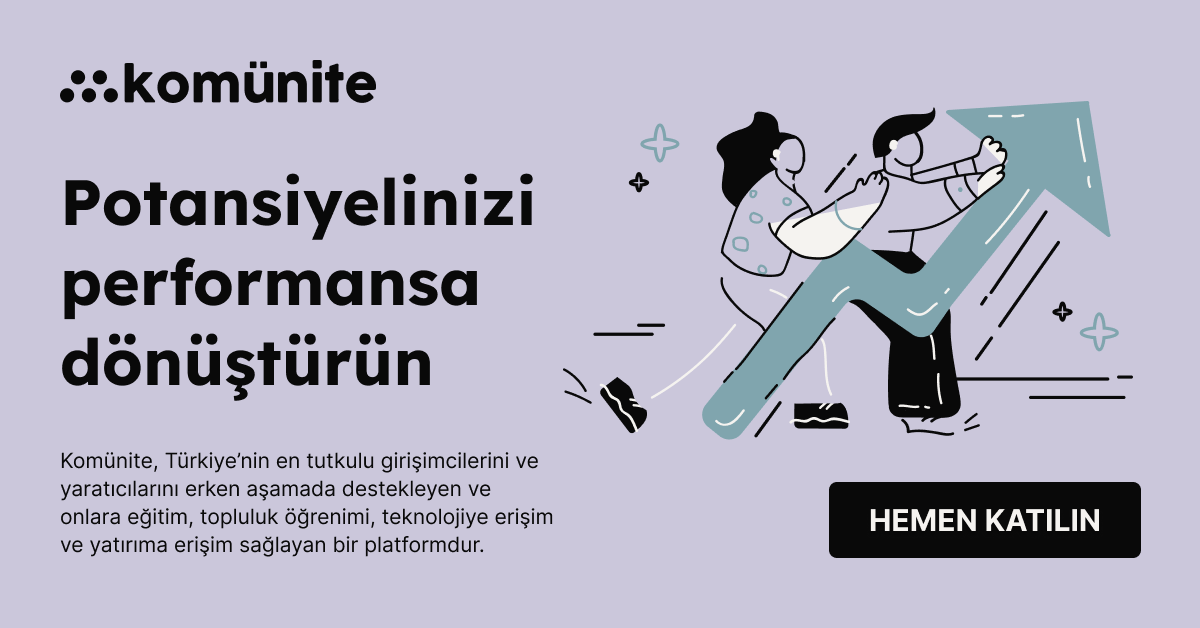 komünite
Potansiyelinizi
performansa
dönüştürün
Komünite, Türkiye’nin en tutkulu girişimcilerini ve
yaratıcılarını erken aşamada destekleyen ve
onlara eğitim, topluluk öğrenimi, teknolojiye erişim
ve yatırıma erişim sağlayan bir platformdur.
HEMEN KATILIN